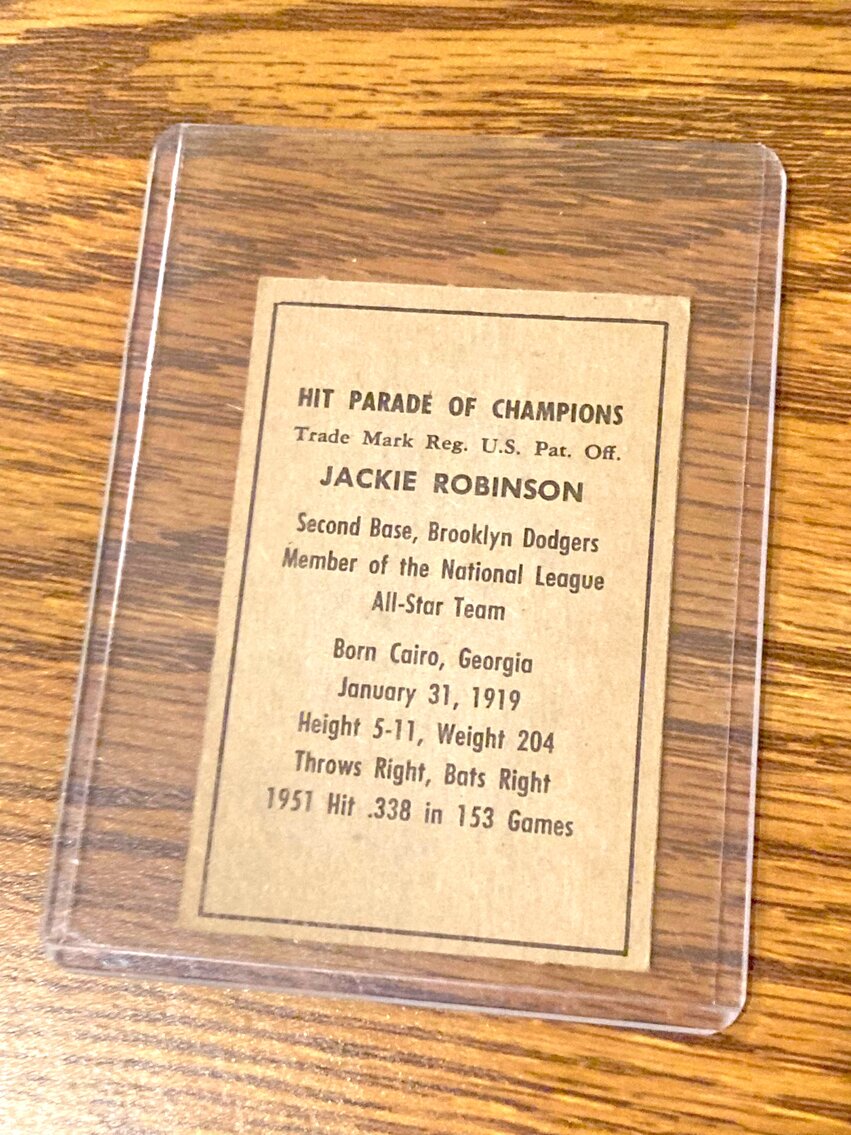 HIT PARADE OF CHAMPIONS
Trade Mark Reg. U.S. Pat. Off.
JACKIE ROBINSON
Second Base, Brooklyn Dodgers
Member of the National League
All-Star Team
Born Cairo, Georgia
January 31, 1919
Height 5-11, Weight 204
Throws Right, Bats Right
1951 Hit .338 in 153 Games